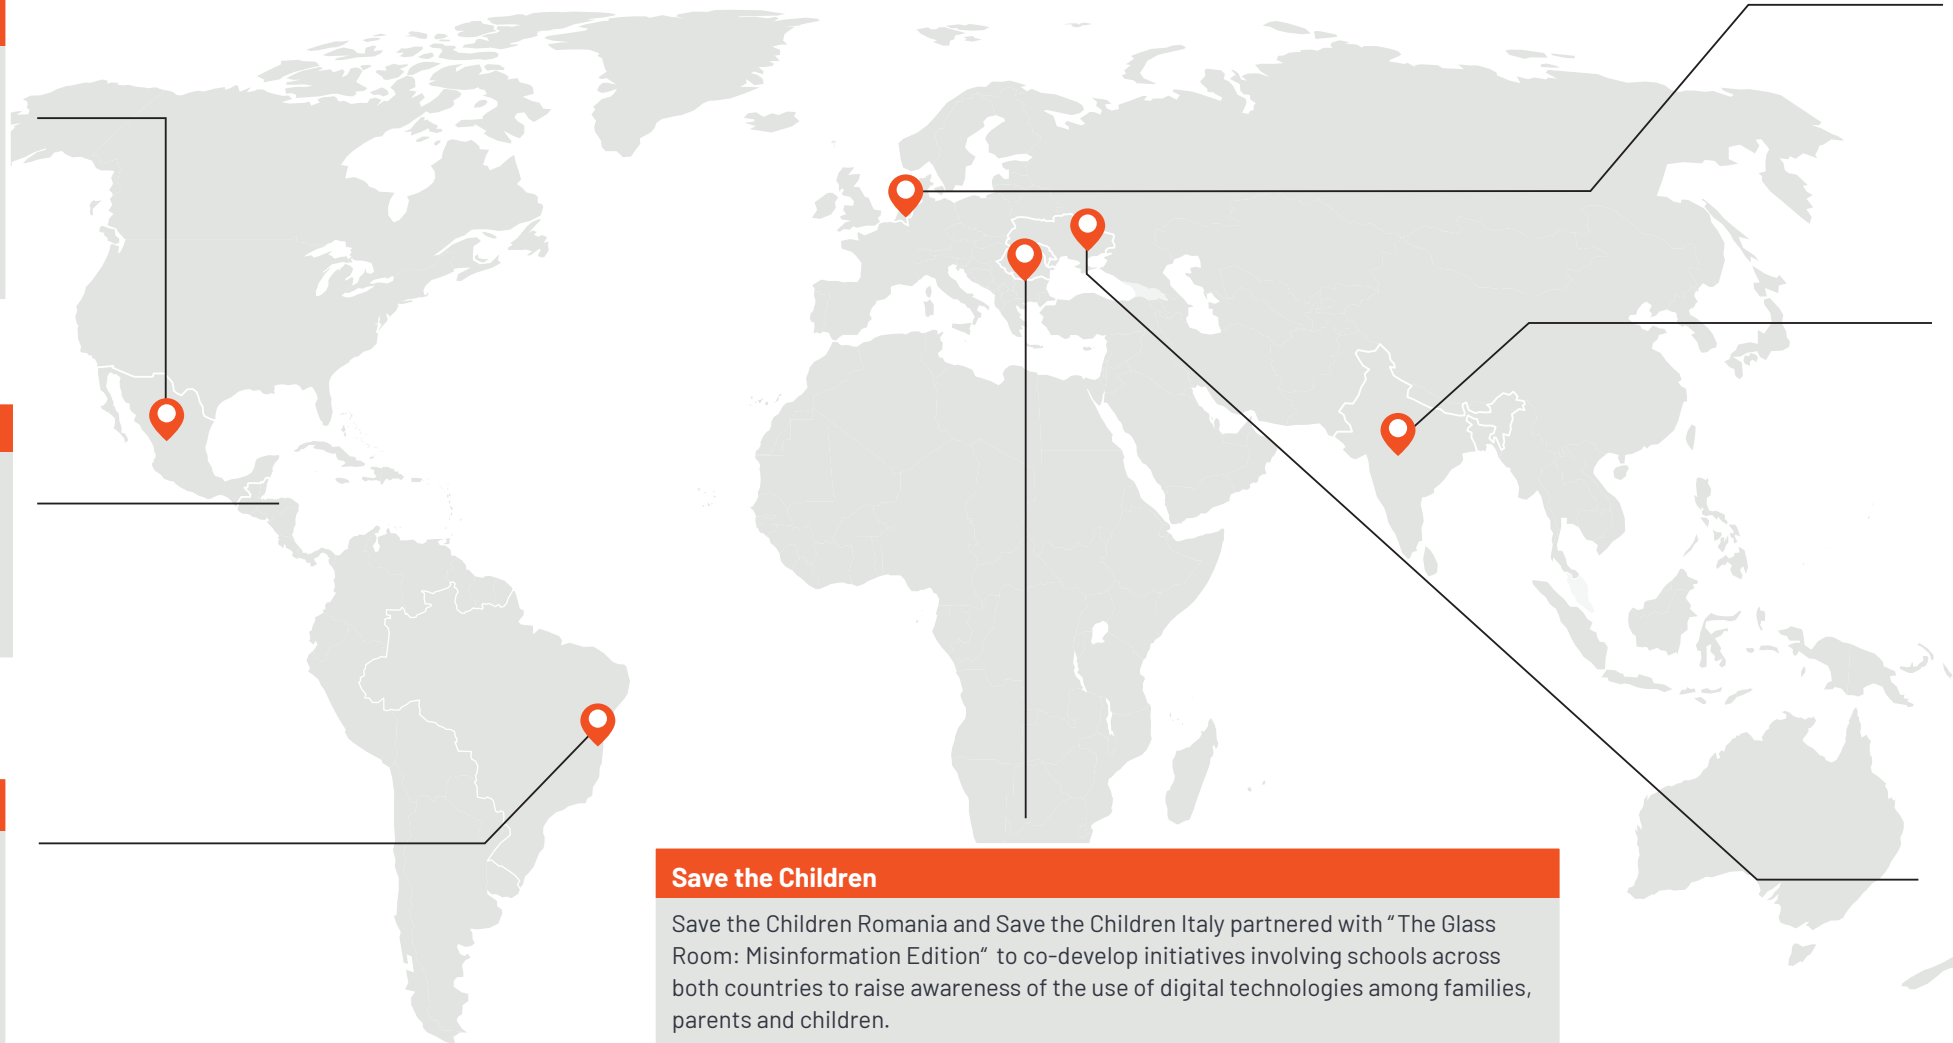 Save the Children
Save the Children Romania and Save the Children Italy partnered with “The Glass
Room: Misinformation Edition“ to co-develop initiatives involving schools across
both countries to raise awareness of the use of digital technologies among families,
parents and children.